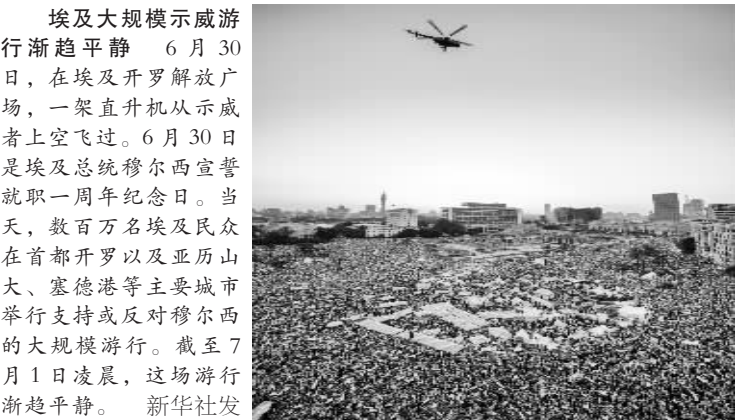 埃及大规模示威游
行渐趋平静 6 月 30
日，在埃及开罗解放广
场，一架直升机从示威
者上空飞过。6 月 30 日
是埃及总统穆尔西宣誓
就职一周年纪念日。当
天，数百万名埃及民众
在首都开罗以及亚历山
大、塞德港等主要城市
举行支持或反对穆尔西
的大规模游行。截至 7
月 1 日凌晨，这场游行
渐趋平静。 新华社发